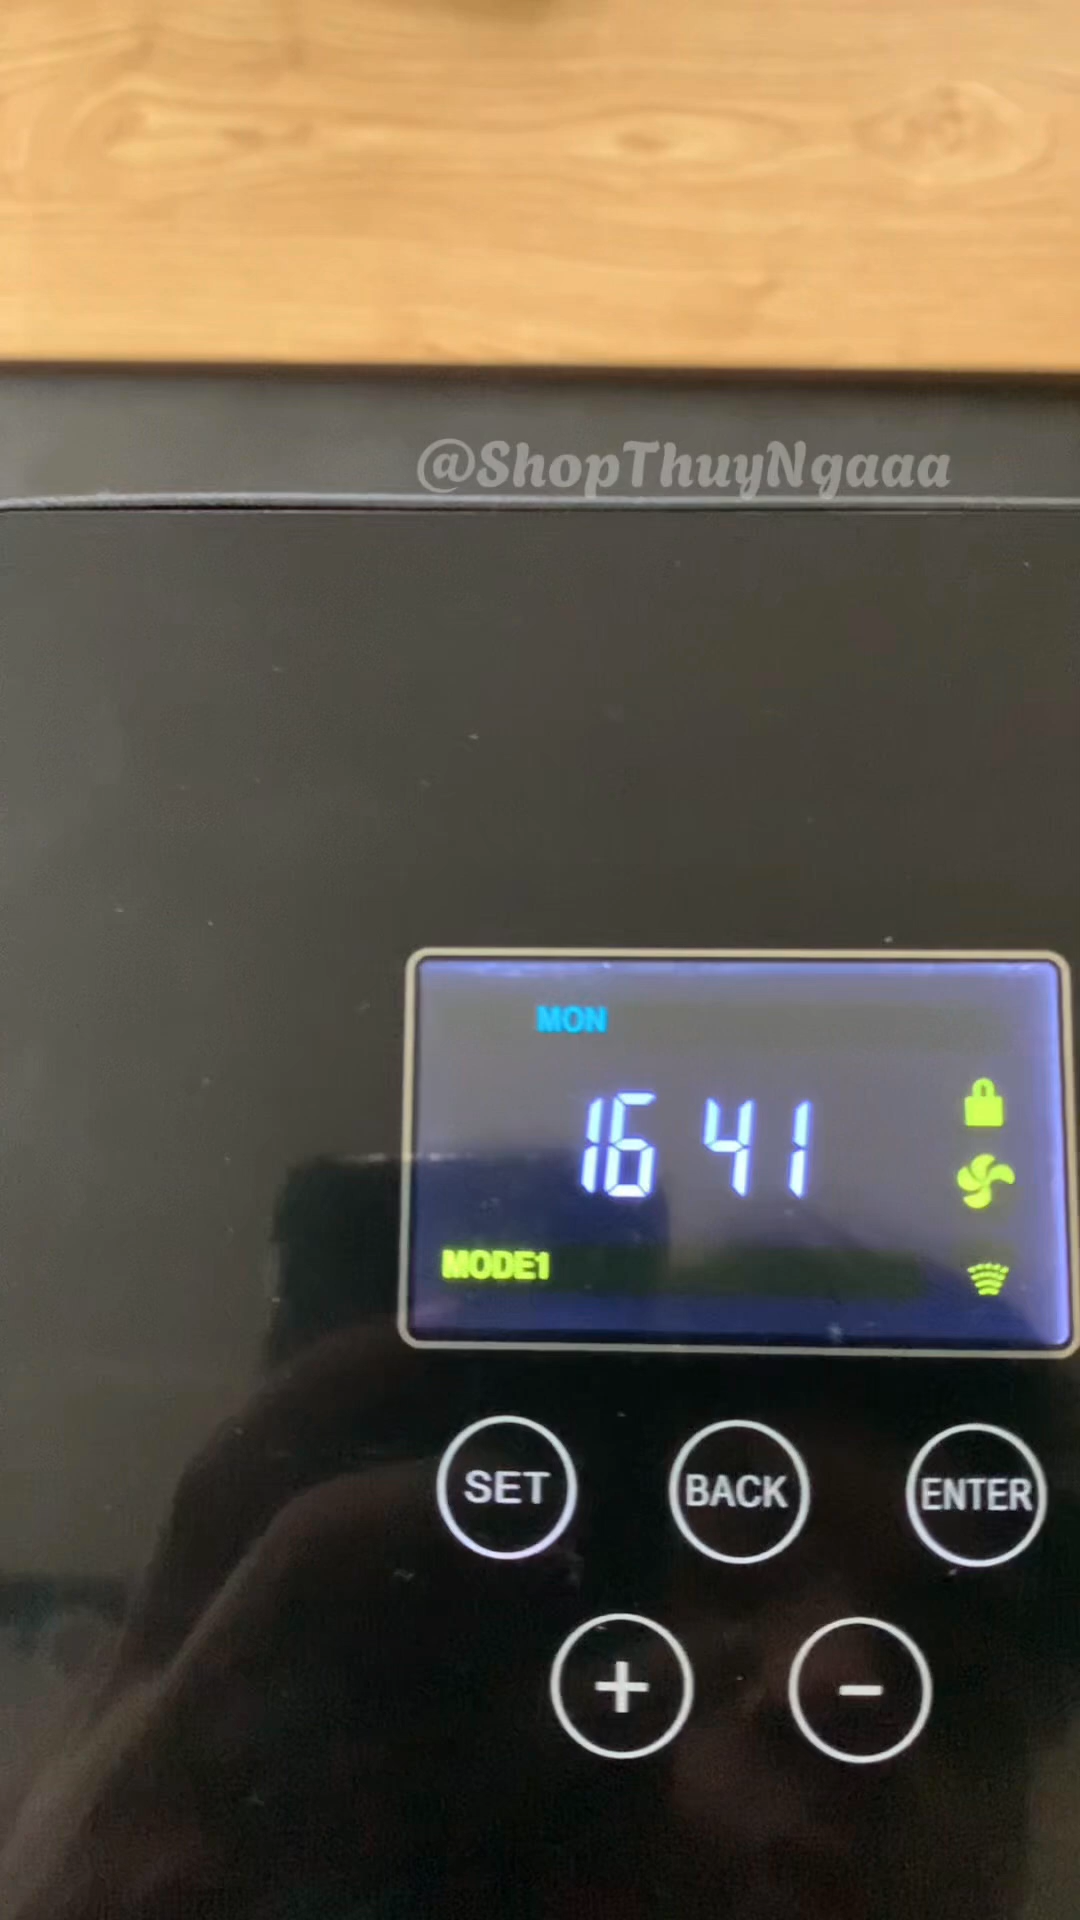 @ShopThuyNgaaa
MON
16 41
MODE1
SET BACK ENTER
+ -